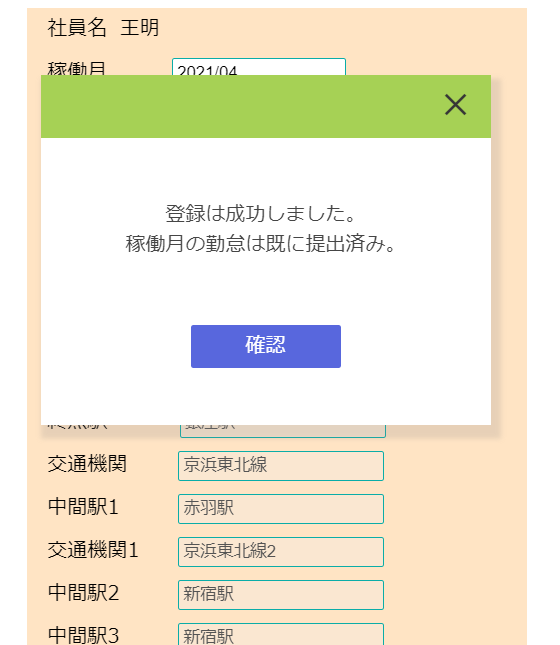 社員名 王明
稼働月 2021/04
登録は成功しました。
稼働月の勤怠は既に提出済み。
確認
交通機関 京浜東北線
中間駅1 赤羽駅
交通機関1 京浜東北線2
中間駅2 新宿駅
中間駅3 新宿駅